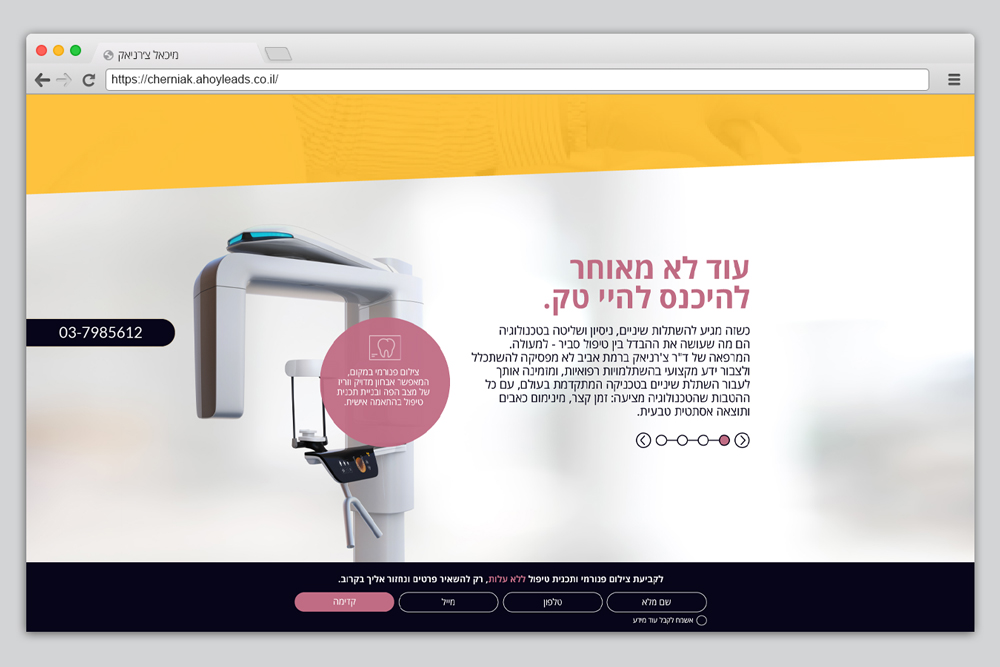 מיכאל צ'רניאק
https://cherniak.ahoyleads.co.il/
עוד לא מאוחר
להיכנס להיי טק.
כשזה מגיע להשתלות שיניים, ניסיון ושליטה בטכנולוגיה
הם מה שעושה את ההבדל בין טיפול סביר - למעולה.
המרפאה של ד"ר צ'רניאק ברמת אביב לא מפסיקה להשתכלל
ולצבור ידע מקצועי בהשתלמויות רפואיות, ומזמינה אותך
לעבור השתלת שיניים בטכניקה המתקדמת בעולם, עם כל
ההטבות שהטכנולוגיה מציעה: זמן קצר, מינימום כאבים
ותוצאה אסתטית טבעית.
צילום פנורמי במקום,
המאפשר אבחון מדויק וזריז
של מצב הפה ובניית תכנית
טיפול בהתאמה אישית.
03-7985612
לקביעת צילום פנורמי ותכנית טיפול ללא עלות, רק להשאיר פרטים ונחזור אליך בקרוב.
שם מלא
טלפון
מייל
קדימה
אשמח לקבל עוד מידע